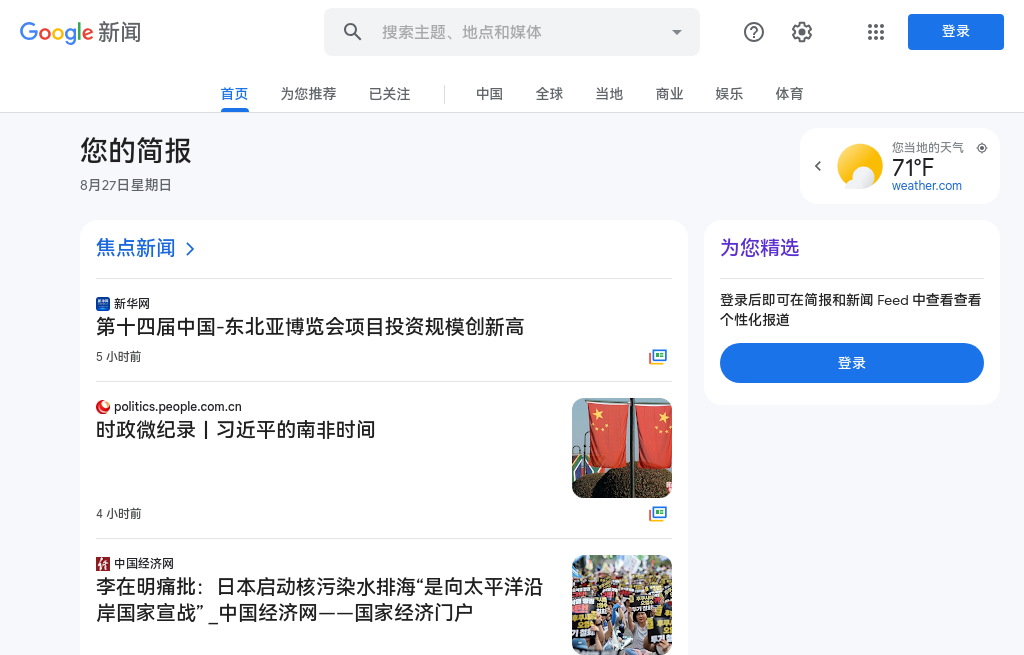 Google 新闻
搜索主题、地点和媒体
登录
首页
为您推荐
已关注
中国
全球
当地
商业
娱乐
体育
您的简报
8月27日星期日
您当地的天气
71°F
weather.com
焦点新闻
新华网
第十四届中国-东北亚博览会项目投资规模创新高
5 小时前
politics.people.com.cn
时政微纪录丨习近平的南非时间
4 小时前
中国经济网
李在明痛批：日本启动核污染水排海“是向太平洋沿
岸国家宣战” _中国经济网——国家经济门户
为您精选
登录后即可在简报和新闻 Feed 中查看查看
个性化报道
登录